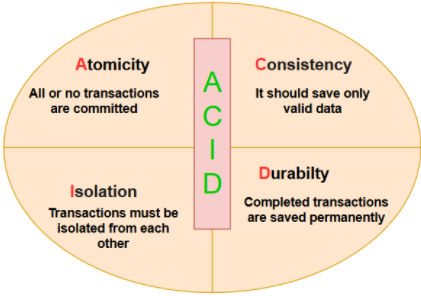 Atomicity
All or no transactions
are committed
Consistency
It should save only
valid data
A
C
I
D
Isolation
Transactions must be
isolated from each
other
Durabilty
Completed transactions
are saved permanently